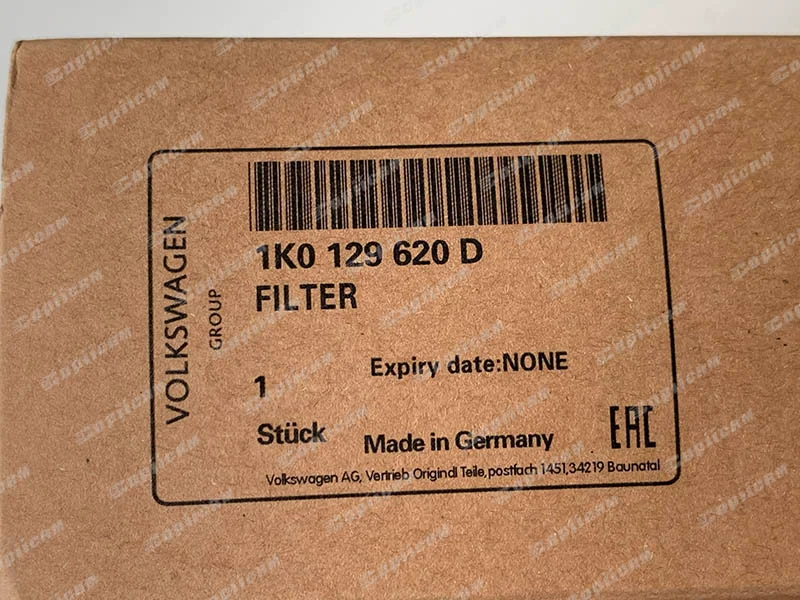 VOLKSWAGEN
GROUP
1K0 129 620 D
FILTER
Expiry date:NONE
1
Stück
Made in Germany
EAC
Volkswagen AG, Vertrieb Origindl Teile,postfach 1451,34219 Baunatal